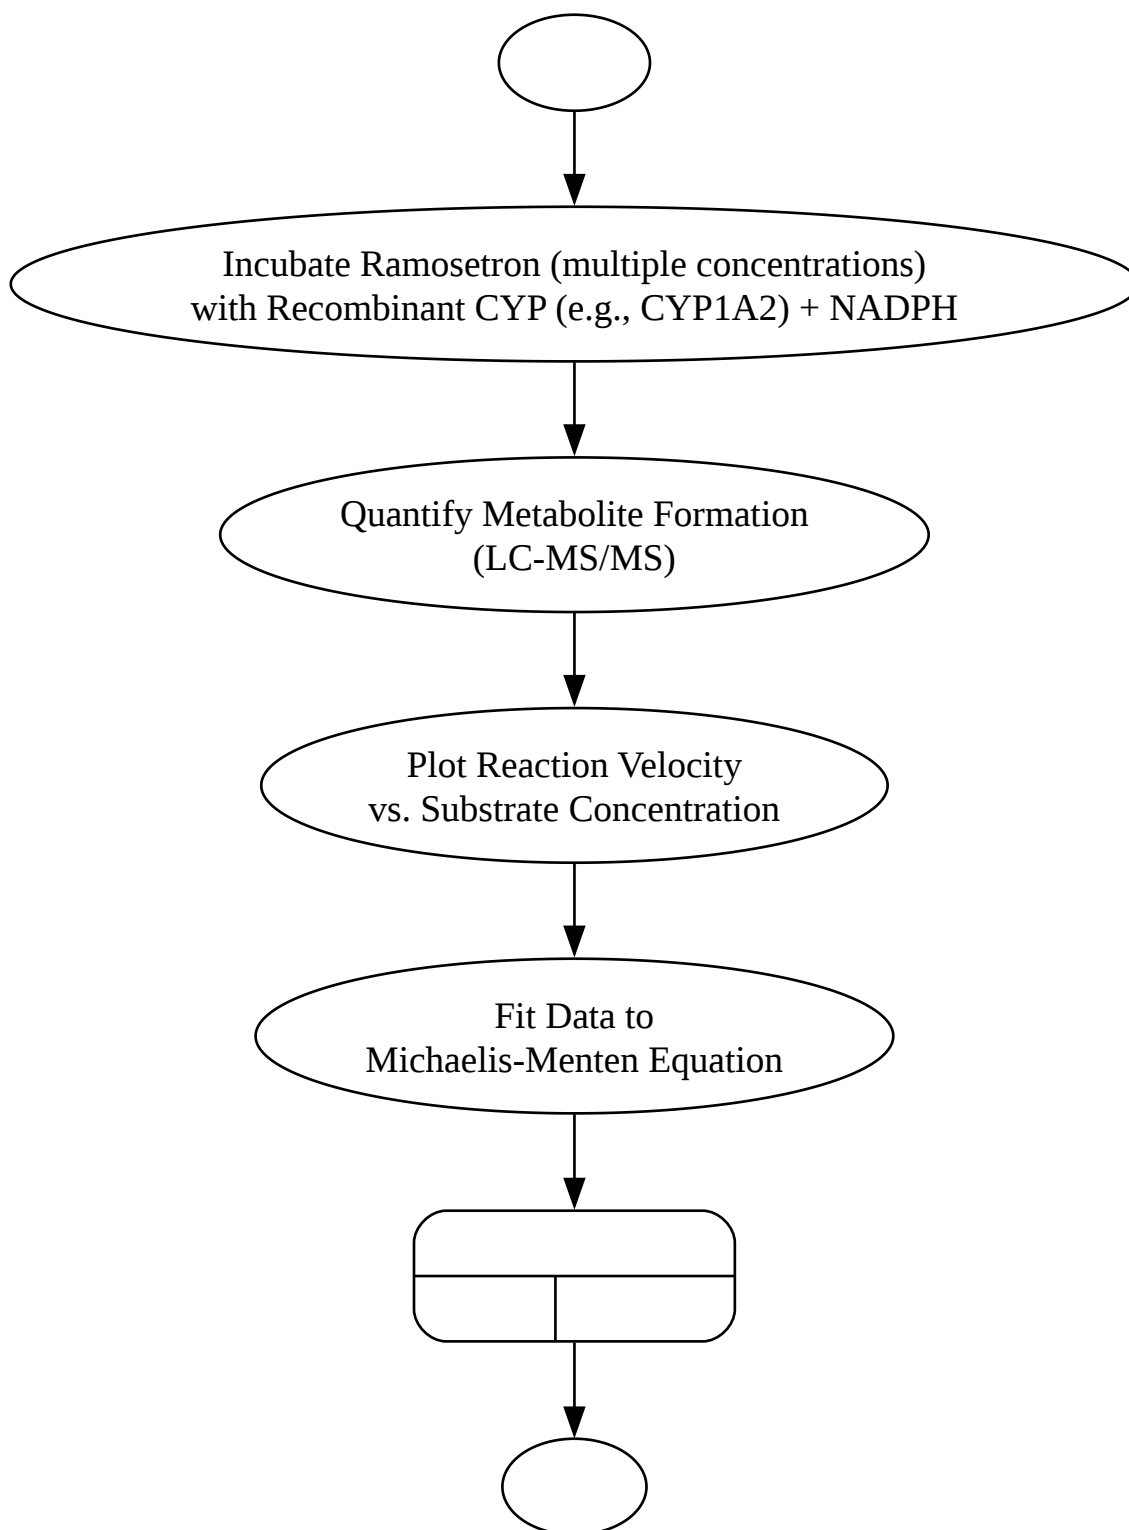 Incubate Ramosetron (multiple concentrations)
with Recombinant CYP (e.g., CYP1A2) + NADPH
Quantify Metabolite Formation
(LC-MS/MS)
Plot Reaction Velocity
vs. Substrate Concentration
Fit Data to
Michaelis-Menten Equation